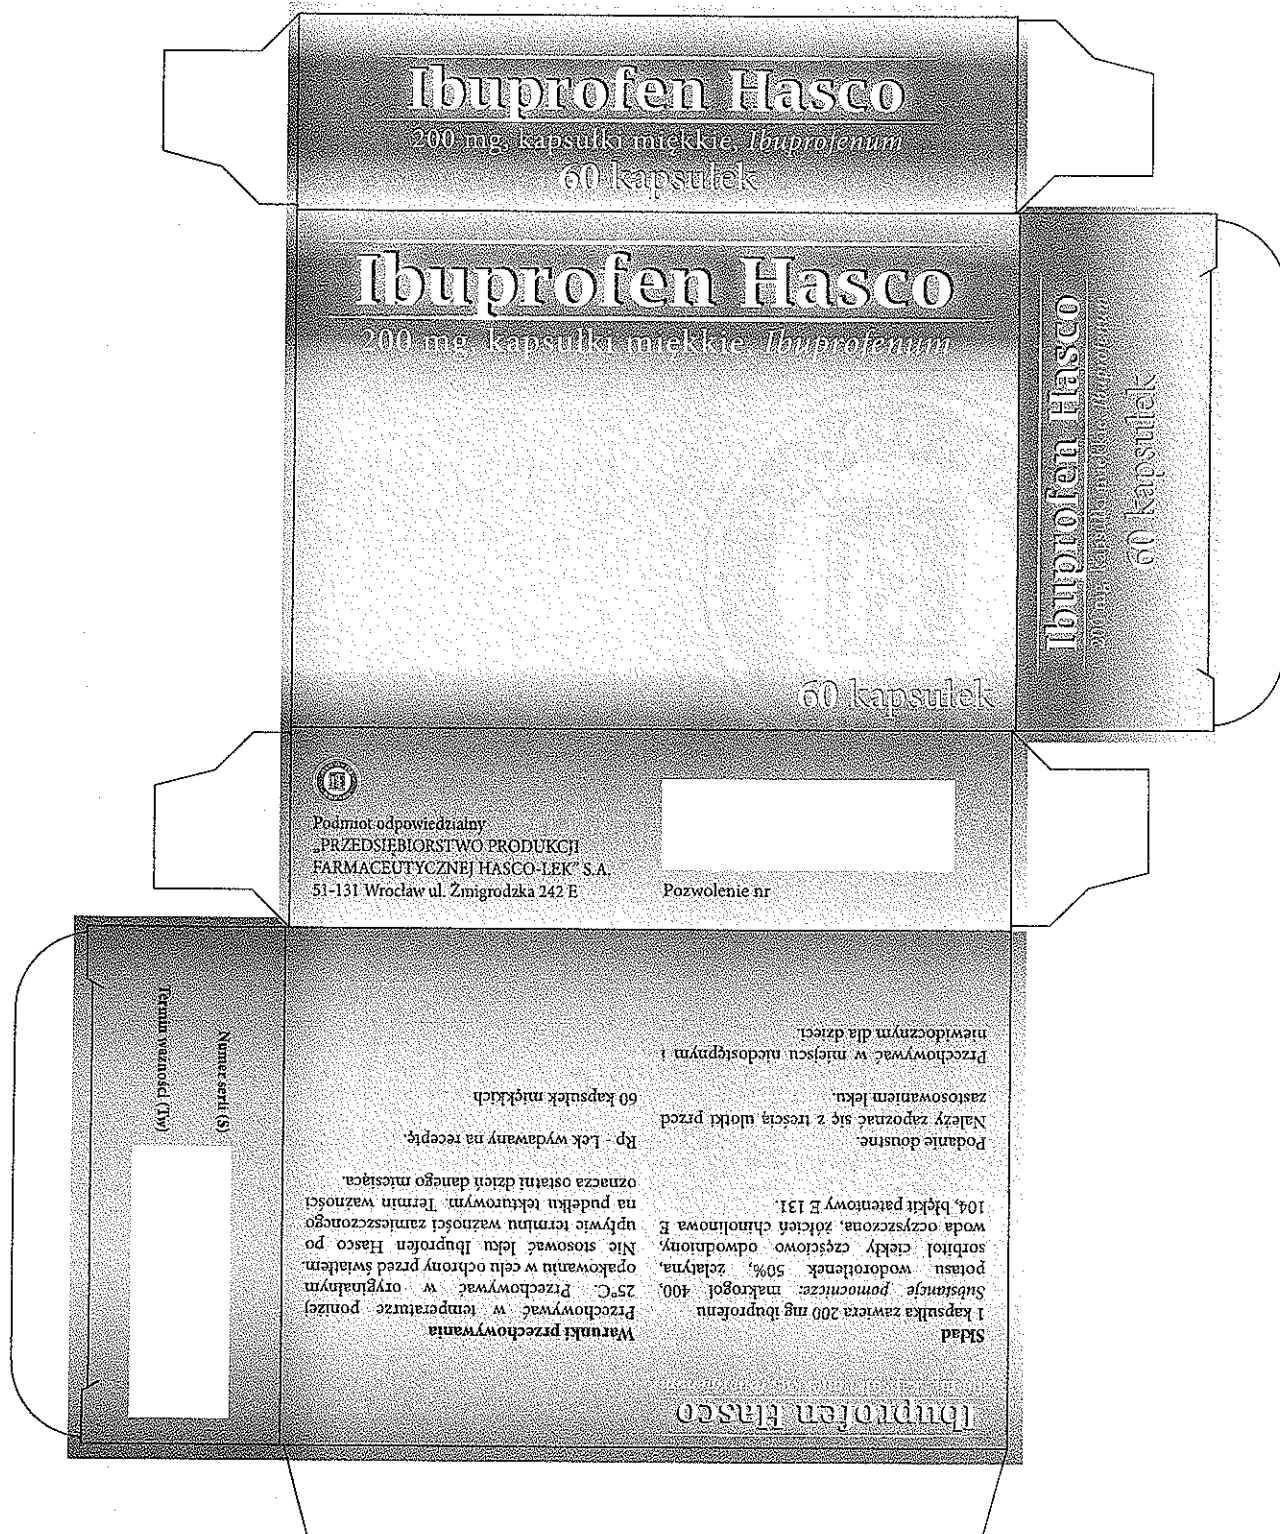 Ibuprofen Hasco
200 mg, kapsułki miękkie, Ibuprofenum
60 kapsułek
Ibuprofen Hasco
200 mg, kapsułki miękkie, Ibuprofenum
60 kapsułek
Ibuprofen Hasco
200 mg, kapsułki miękkie, Ibuprofenum
60 kapsułek
Podmiot odpowiedzialny
„PRZEDSIĘBIORSTWO PRODUKCJI
FARMACEUTYCZNEJ HASCO-LEK” S.A.
51-131 Wrocław ul. Żmigrodzka 242 E
Pozwolenie nr
Numer serii (S)
Termin ważności (Tw)
Ibuprofen Hasco
Skład
1 kapsułka zawiera 200 mg ibuprofenu
Substancje pomocnicze: makrogol 400,
potasu wodorotlenek 50%, żelatyna,
sorbitol ciekły częściowo odwodniony,
woda oczyszczona, żółcień chinolinowa E
104, błękit patentowy E 131.
Podanie doustne.
Należy zapoznać się z treścią ulotki przed
zastosowaniem leku.
Przechowywać w miejscu niedostępnym i
niewidocznym dla dzieci.
Warunki przechowywania
Przechowywać w temperaturze poniżej
25°C. Przechowywać w oryginalnym
opakowaniu w celu ochrony przed światłem.
Nie stosować leku Ibuprofen Hasco po
upływie terminu ważności zamieszczonego
na pudełku tekturowym. Termin ważności
oznacza ostatni dzień danego miesiąca.
Rp - Lek wydawany na receptę.
60 kapsułek miękkich